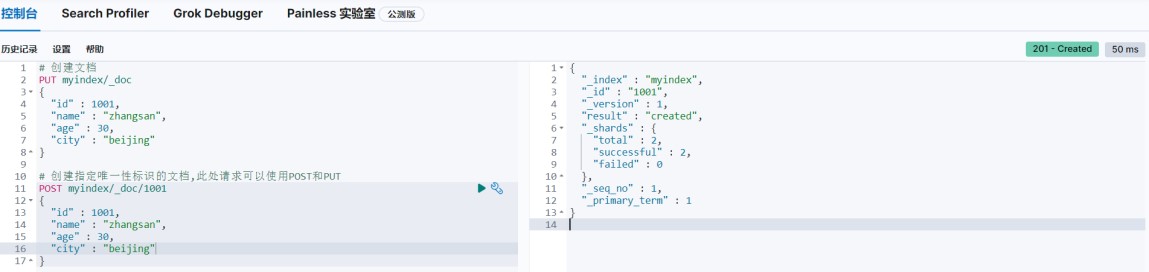 控制台 Search Profiler Grok Debugger Painless 实验室 公测版
历史记录 设置 帮助 201 - Created 50 ms
1 # 创建文档
2 PUT myindex/_doc
3 {
4 "id" : 1001,
5 "name" : "zhangsan",
6 "age" : 30,
7 "city" : "beijing"
8 }
9
10 # 创建指定唯一性标识的文档,此处请求可以使用POST和PUT
11 POST myindex/_doc/1001
12 {
13 "id" : 1001,
14 "name" : "zhangsan",
15 "age" : 30,
16 "city" : "beijing"
17 }
1 {
2 "_index" : "myindex",
3 "_id" : "1001",
4 "_version" : 1,
5 "result" : "created",
6 "_shards" : {
7 "total" : 2,
8 "successful" : 2,
9 "failed" : 0
10 },
11 "_seq_no" : 1,
12 "_primary_term" : 1
13 }
14